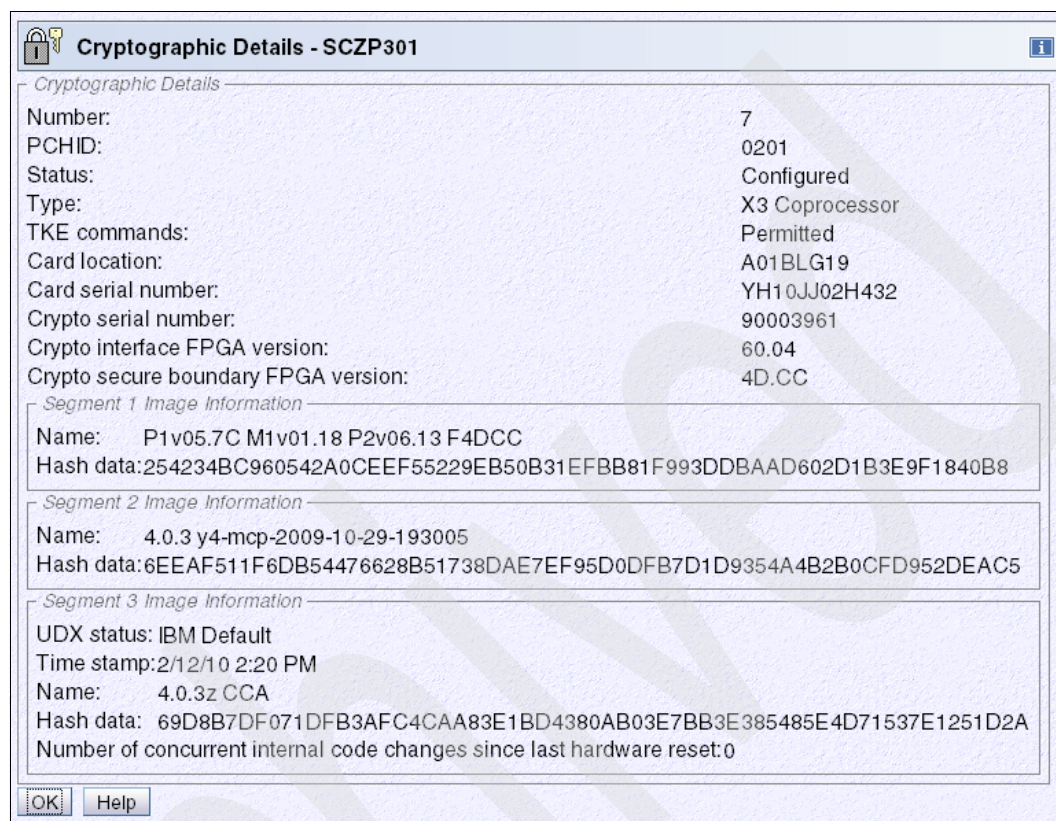 Cryptographic Details - SCZP301
Cryptographic Details
Number: 7
PCHID: 0201
Status: Configured
Type: X3 Coprocessor
TKE commands: Permitted
Card location: A01BLG19
Card serial number: YH10JJ02H432
Crypto serial number: 90003961
Crypto interface FPGA version: 60.04
Crypto secure boundary FPGA version: 4D.CC
Segment 1 Image Information
Name: P1v05.7C M1v01.18 P2v06.13 F4DCC
Hash data:254234BC960542A0CEEF55229EB50B31EFBB81F993DDBAAD602D1B3E9F1840B8
Segment 2 Image Information
Name: 4.0.3 y4-mcp-2009-10-29-193005
Hash data:6EEAF511F6DB54476628B51738DAE7EF95D0DFB7D1D9354A4B2B0CFD952DEAC5
Segment 3 Image Information
UDX status: IBM Default
Time stamp:2/12/10 2:20 PM
Name: 4.0.3z CCA
Hash data: 69D8B7DF071DFB3AFC4CAA83E1BD4380AB03E7BB3E385485E4D71537E1251D2A
Number of concurrent internal code changes since last hardware reset:0
OK Help